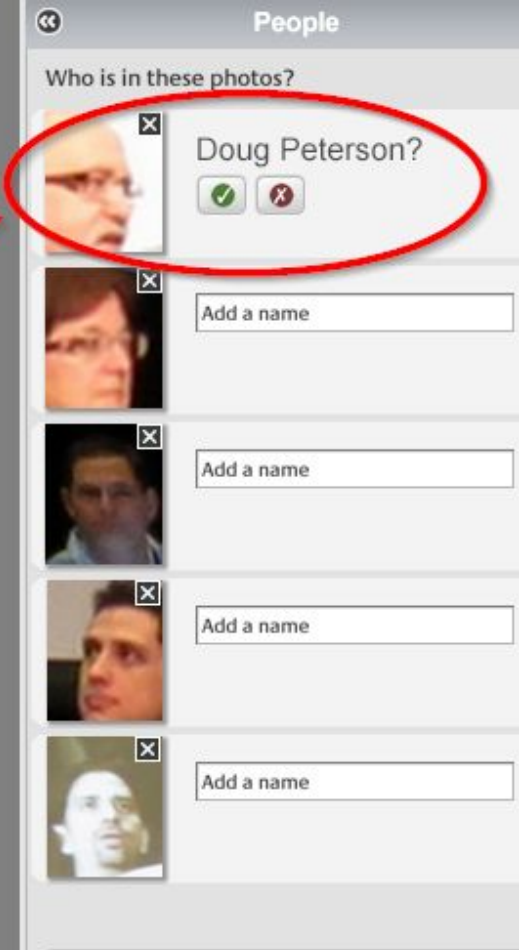 People
Who is in these photos?
Doug Peterson?
Add a name
Add a name
Add a name
Add a name